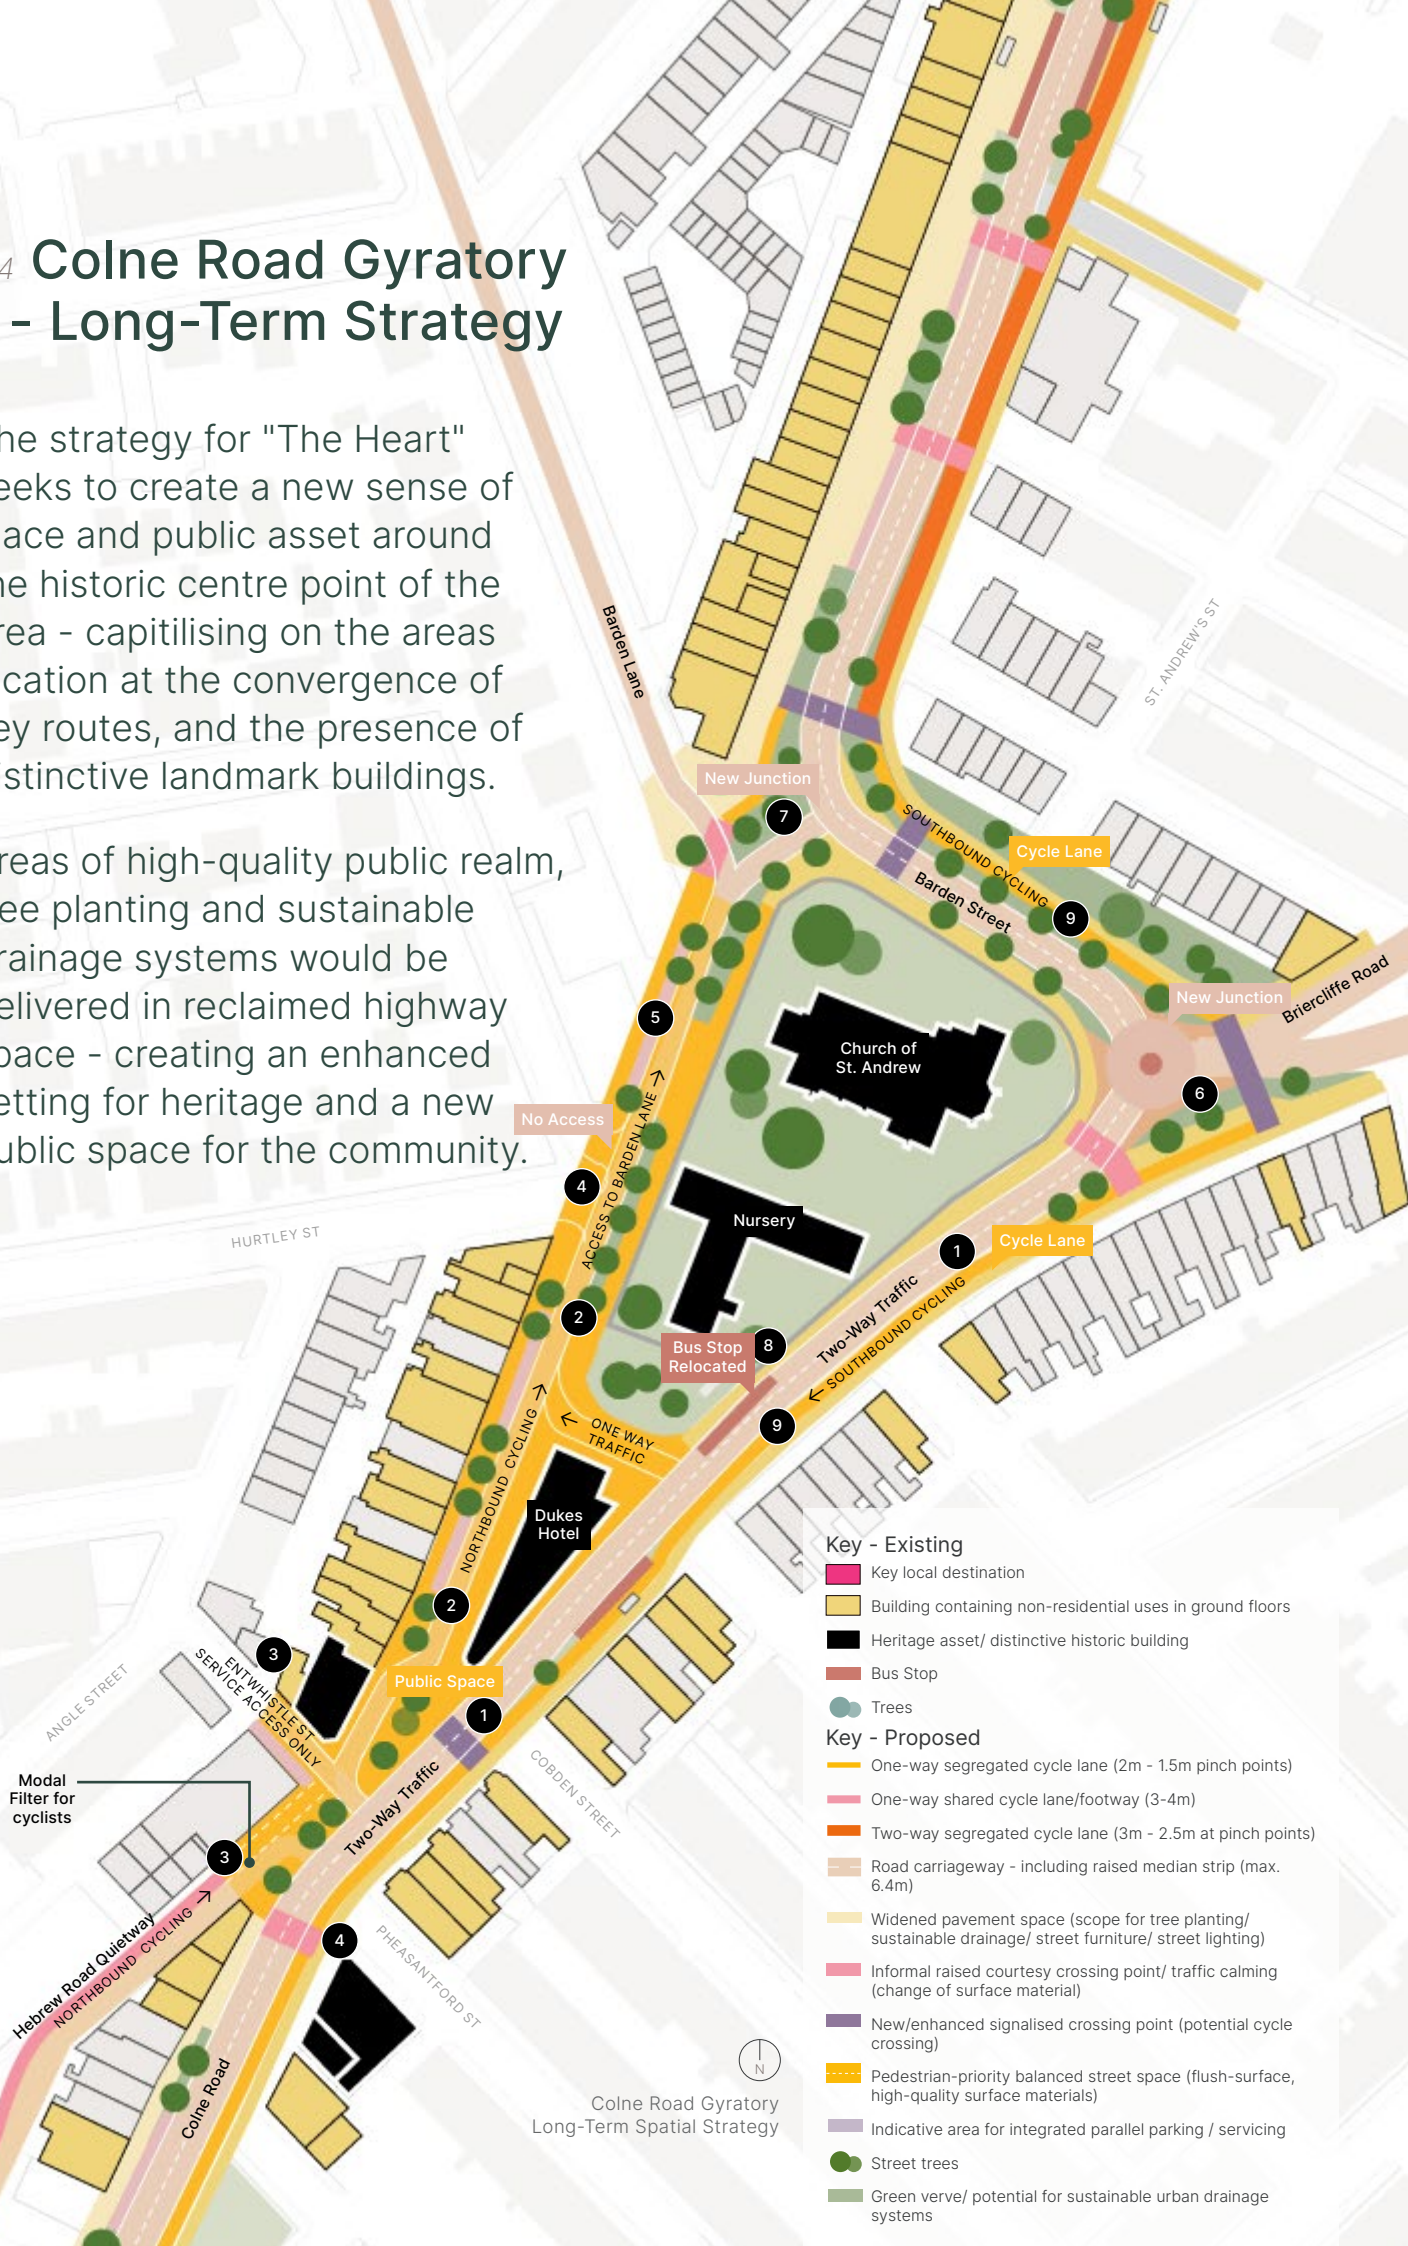 4 Colne Road Gyratory
- Long-Term Strategy
he strategy for "The Heart"
eeks to create a new sense of
ace and public asset around
ne historic centre point of the
rea - capitilising on the areas
cation at the convergence of
ey routes, and the presence of
istinctive landmark buildings.
reas of high-quality public realm,
ee planting and sustainable
rainage systems would be
elivered in reclaimed highway
pace - creating an enhanced
etting for heritage and a new
ublic space for the community.
Barden Lane
ST. ANDREW'S ST
New Junction
7
SOUTHBOUND CYCLING
Cycle Lane
Barden Street
9
New Junction
Briercliffe Road
5
Church of
St. Andrew
6
No Access
ACCESS TO BARDEN LANE
4
Nursery
HURTLEY ST
1
Cycle Lane
2
Two-Way Traffic
SOUTHBOUND CYCLING
8
Bus Stop
Relocated
9
ONE WAY
TRAFFIC
NORTHBOUND CYCLING
Dukes
Hotel
2
3
ENTWHISTLE ST
SERVICE ACCESS ONLY
ANGLE STREET
Public Space
1
COBDEN STREET
Modal
Filter for
cyclists
Two-Way Traffic
3
Hebrew Road Quietway
NORTHBOUND CYCLING
4
PHEASANTFORD ST
Colne Road
N
Colne Road Gyratory
Long-Term Spatial Strategy
Key - Existing
Key local destination
Building containing non-residential uses in ground floors
Heritage asset/ distinctive historic building
Bus Stop
Trees
Key - Proposed
One-way segregated cycle lane (2m - 1.5m pinch points)
One-way shared cycle lane/footway (3-4m)
Two-way segregated cycle lane (3m - 2.5m at pinch points)
Road carriageway - including raised median strip (max.
6.4m)
Widened pavement space (scope for tree planting/
sustainable drainage/ street furniture/ street lighting)
Informal raised courtesy crossing point/ traffic calming
(change of surface material)
New/enhanced signalised crossing point (potential cycle
crossing)
Pedestrian-priority balanced street space (flush-surface,
high-quality surface materials)
Indicative area for integrated parallel parking / servicing
Street trees
Green verve/ potential for sustainable urban drainage
systems